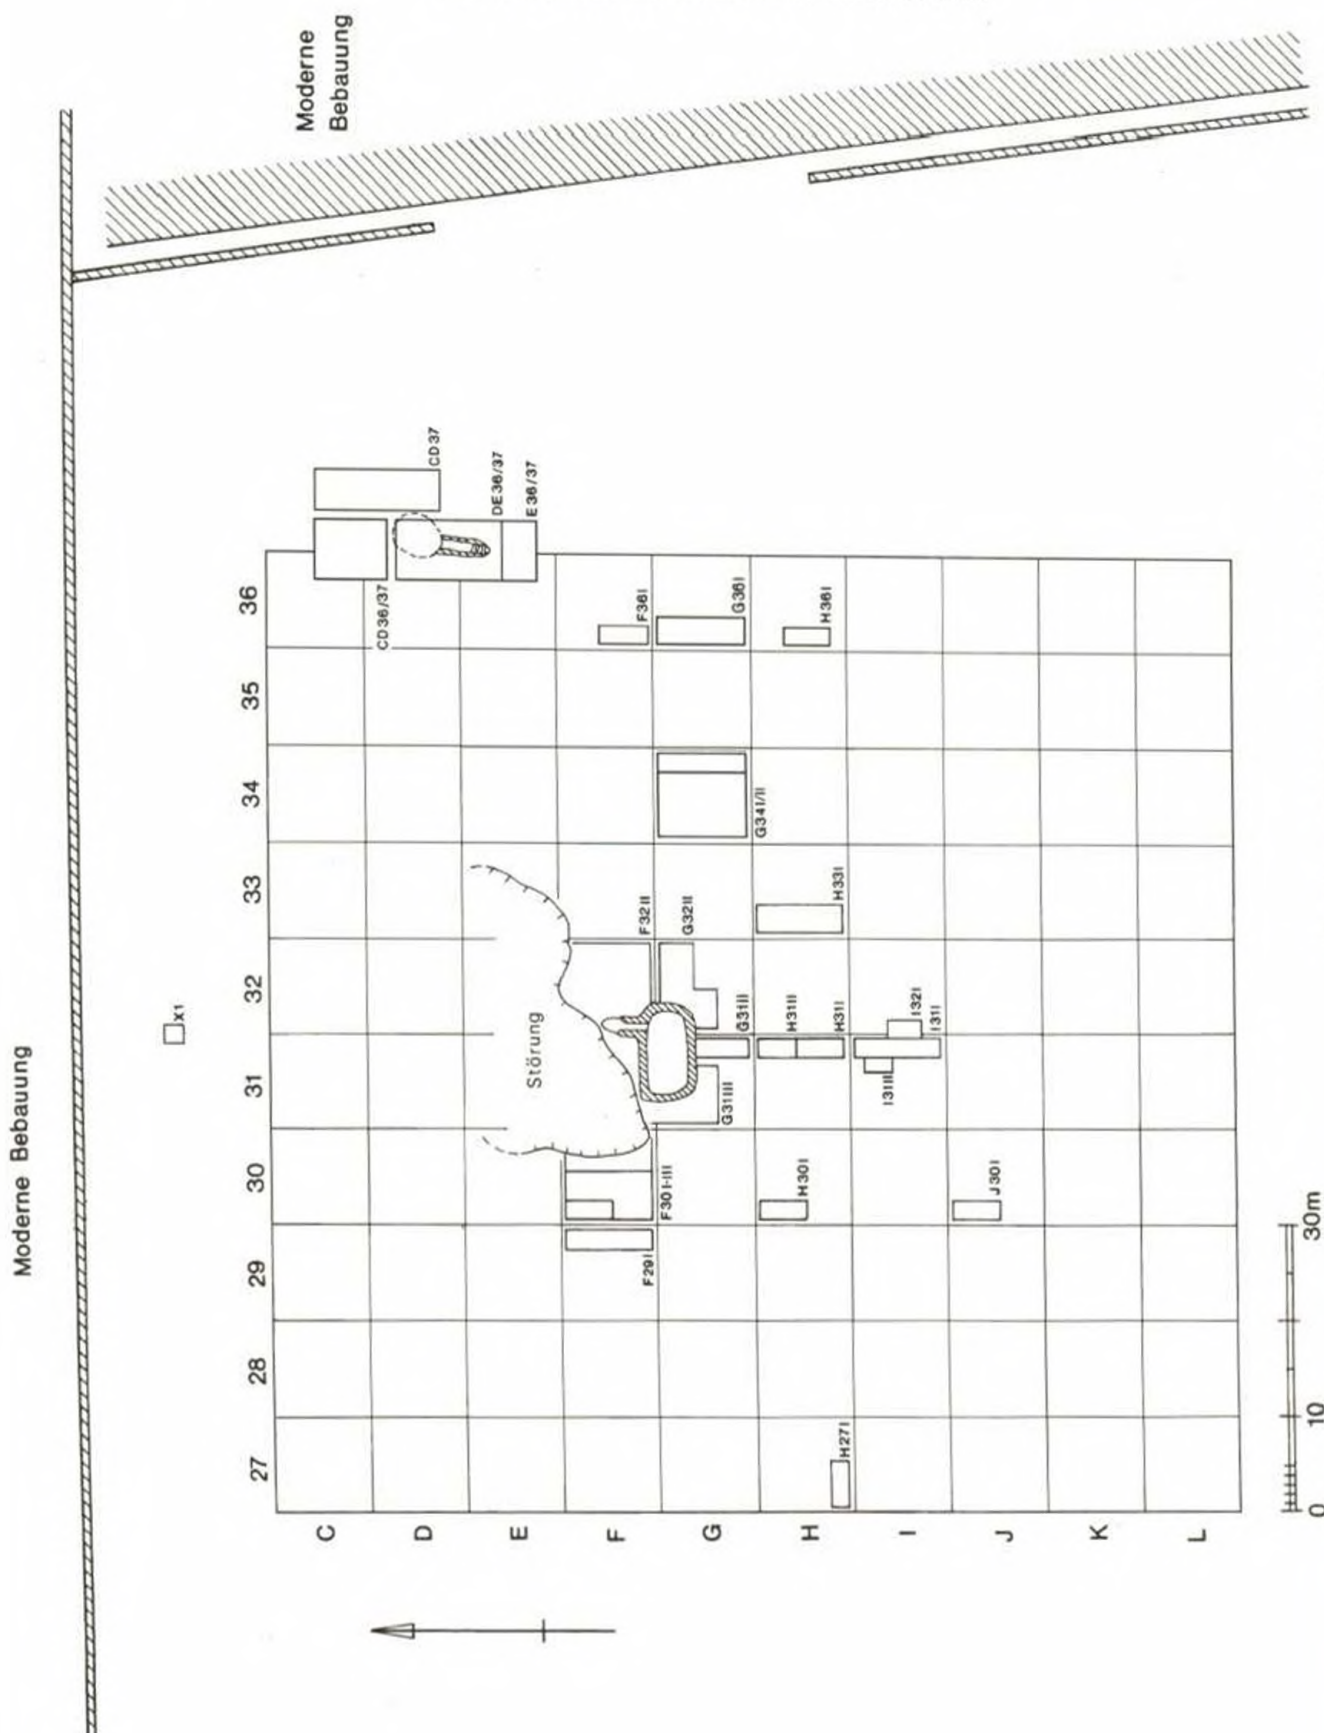 Moderne Bebauung
Moderne
Bebauung
X1
27
28
29
30
31
32
33
34
35
36
C
D
E
F
G
H
I
J
K
L
CD37
CD36/37
DE36/37
E36/37
F36I
G36I
H36I
G34I/II
H33I
F32II
G32II
Störung
G31II
H31II
H31I
I32I
I31I
I31II
G31III
F30I-III
H30I
J30I
F29I
H27I
0
10
30m